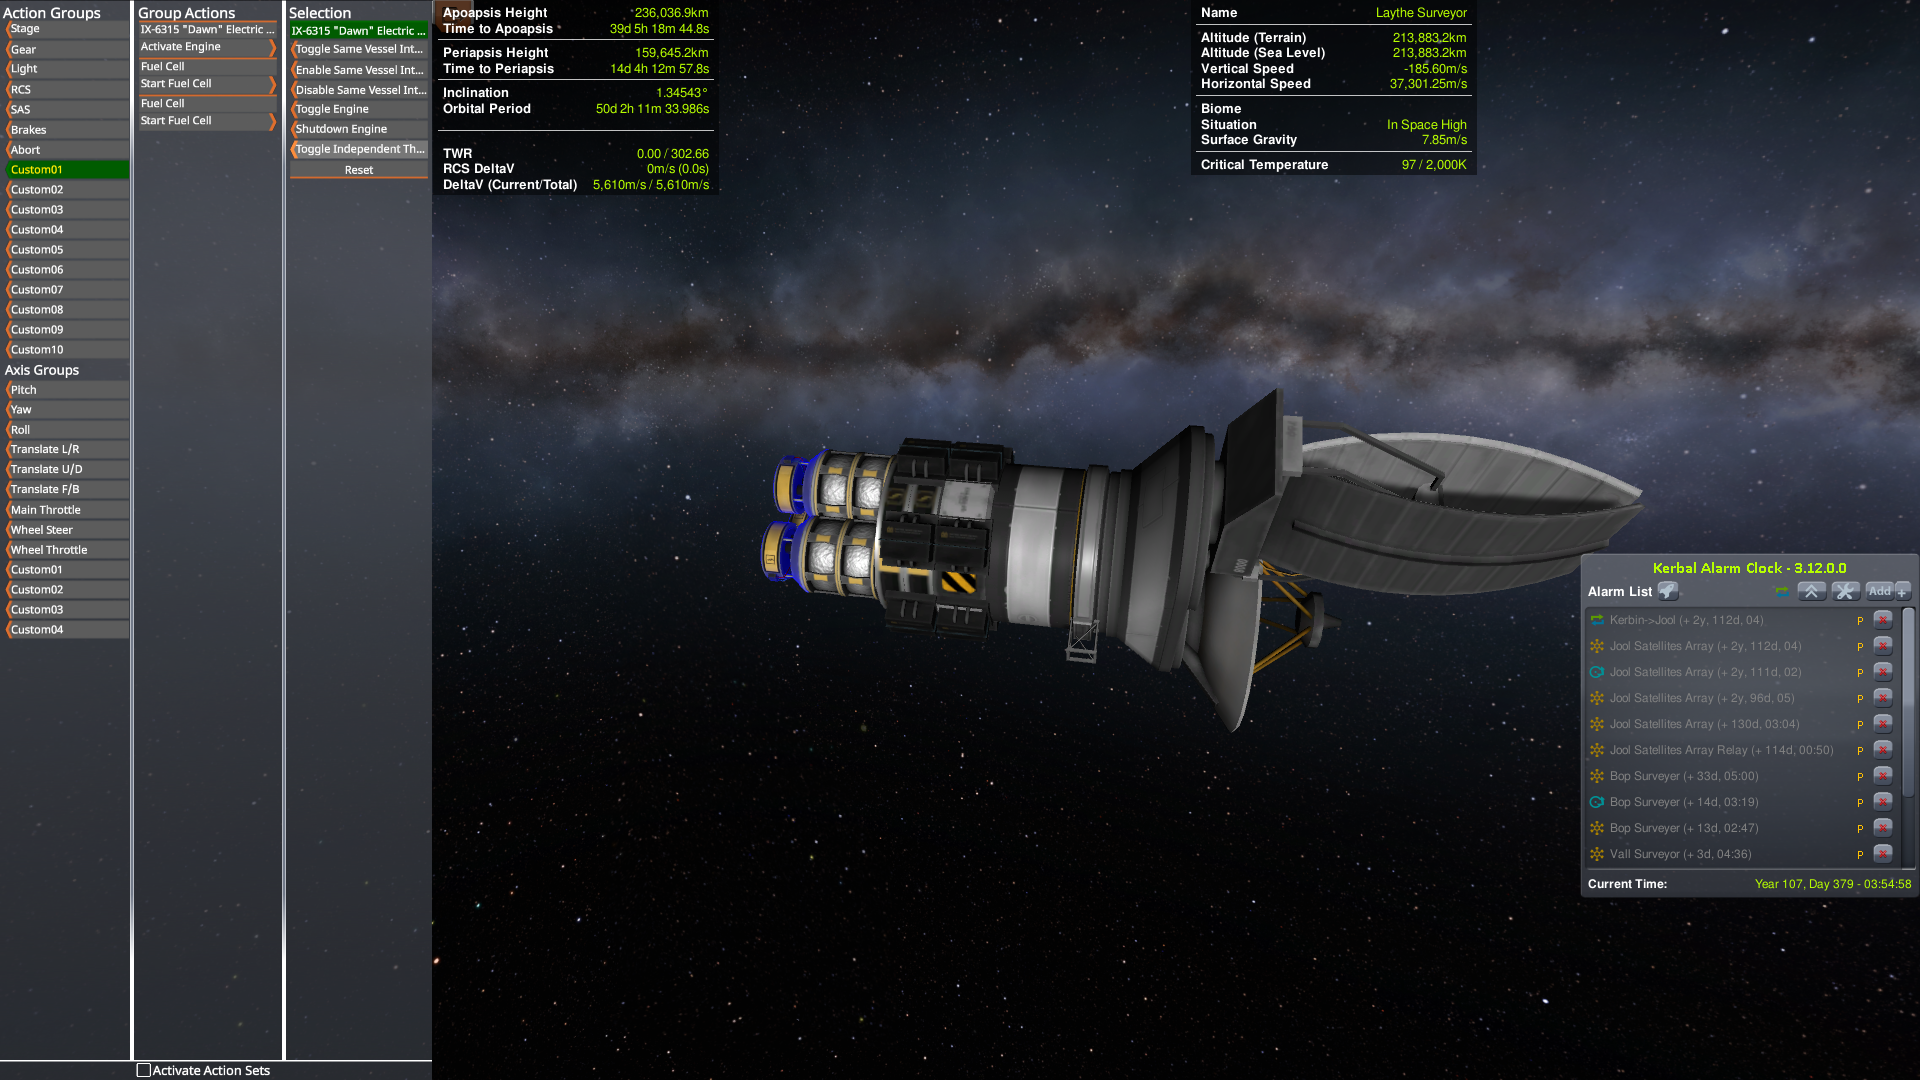 Action Groups
Stage
Gear
Light
RCS
SAS
Brakes
Abort
Custom01
Custom02
Custom03
Custom04
Custom05
Custom06
Custom07
Custom08
Custom09
Custom10
Axis Groups
Pitch
Yaw
Roll
Translate L/R
Translate U/D
Translate F/B
Main Throttle
Wheel Steer
Wheel Throttle
Custom01
Custom02
Custom03
Custom04
Group Actions
IX-6315 "Dawn" Electric ...
Activate Engine
Fuel Cell
Start Fuel Cell
Fuel Cell
Start Fuel Cell
Activate Action Sets
Selection
IX-6315 "Dawn" Electric ...
Toggle Same Vessel Int...
Enable Same Vessel Int...
Disable Same Vessel Int...
Toggle Engine
Shutdown Engine
Toggle Independent Th...
Reset
Apoapsis Height 236,036.9km
Time to Apoapsis 39d 5h 18m 44.8s
Periapsis Height 159,645.2km
Time to Periapsis 14d 4h 12m 57.8s
Inclination 1.34543°
Orbital Period 50d 2h 11m 33.986s
TWR 0.00 / 302.66
RCS DeltaV 0m/s (0.0s)
DeltaV (Current/Total) 5,610m/s / 5,610m/s
Name Laythe Surveyor
Altitude (Terrain) 213,883.2km
Altitude (Sea Level) 213,883.2km
Vertical Speed -185.60m/s
Horizontal Speed 37,301.25m/s
Biome
Situation In Space High
Surface Gravity 7.85m/s
Critical Temperature 97 / 2,000K
Kerbal Alarm Clock - 3.12.0.0
Alarm List Add +
Kerbin->Jool (+ 2y, 112d, 04) P
Jool Satellites Array (+ 2y, 112d, 04) P
Jool Satellites Array (+ 2y, 111d, 02) P
Jool Satellites Array (+ 2y, 96d, 05) P
Jool Satellites Array (+ 130d, 03:04) P
Jool Satellites Array Relay (+ 114d, 00:50) P
Bop Surveyer (+ 33d, 05:00) P
Bop Surveyer (+ 14d, 03:19) P
Bop Surveyer (+ 13d, 02:47) P
Vall Surveyor (+ 3d, 04:36) P
Current Time: Year 107, Day 379 - 03:54:58